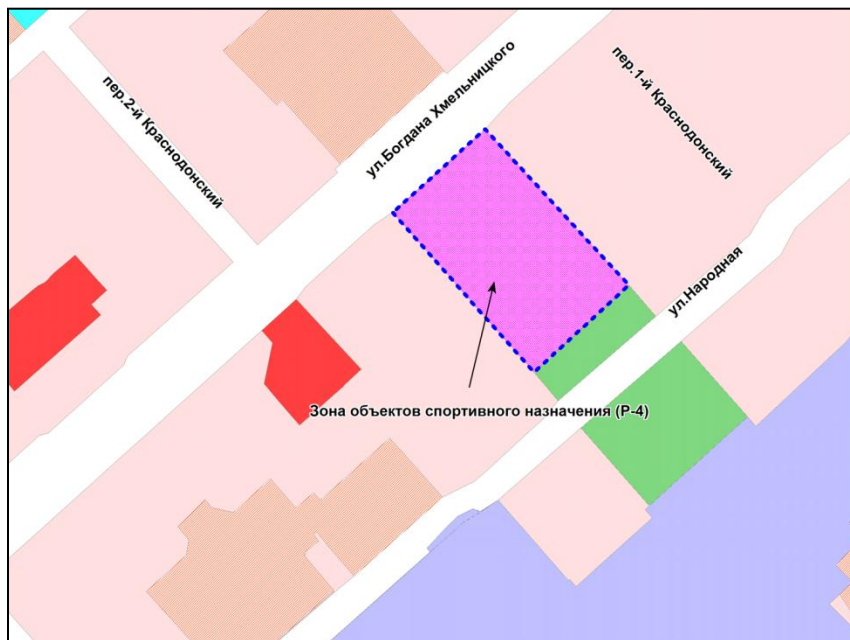 ул.Богдана Хмельницкого
пер.1-й Краснодонский
пер.2-й Краснодонский
ул.Народная
Зона объектов спортивного назначения (Р-4)